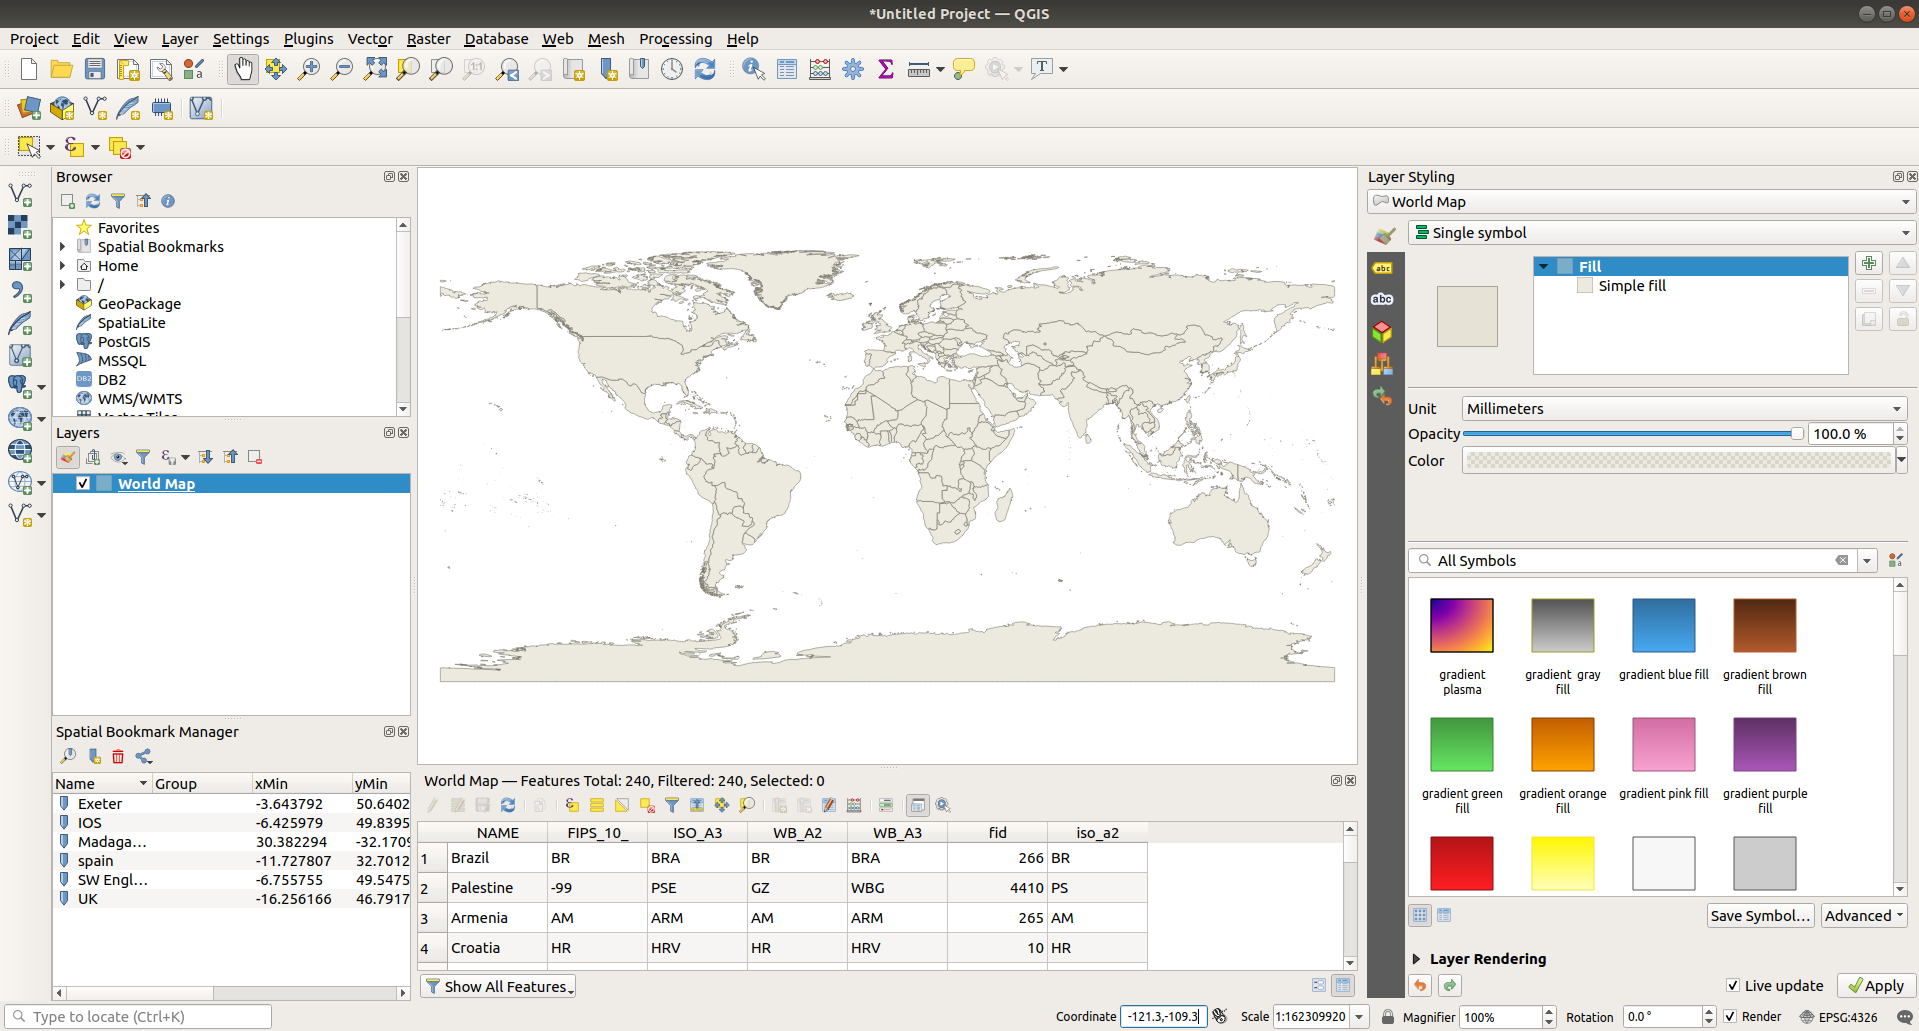 *Untitled Project — QGIS
Project Edit View Layer Settings Plugins Vector Raster Database Web Mesh Processing Help
Browser
Favorites
Spatial Bookmarks
Home
/
GeoPackage
SpatiaLite
PostGIS
MSSQL
DB2
WMS/WMTS
Layers
World Map
Spatial Bookmark Manager
Name Group xMin yMin
Exeter -3.643792 50.6402
IOS -6.425979 49.8395
Madaga... 30.382294 -32.1709
spain -11.727807 32.7012
SW Engl... -6.755755 49.5475
UK -16.256166 46.7917
World Map — Features Total: 240, Filtered: 240, Selected: 0
NAME FIPS_10_ ISO_A3 WB_A2 WB_A3 fid iso_a2
1 Brazil BR BRA BR BRA 266 BR
2 Palestine -99 PSE GZ WBG 4410 PS
3 Armenia AM ARM AM ARM 265 AM
4 Croatia HR HRV HR HRV 10 HR
Show All Features
Layer Styling
World Map
Single symbol
Fill
Simple fill
abc
abc
Unit Millimeters
Opacity 100.0 %
Color
All Symbols
gradient plasma
gradient gray fill
gradient blue fill
gradient brown fill
gradient green fill
gradient orange fill
gradient pink fill
gradient purple fill
Save Symbol... Advanced
Layer Rendering
Live update Apply
Type to locate (Ctrl+K)
Coordinate -121.3,-109.3 Scale 1:162309920 Magnifier 100% Rotation 0.0 ° Render EPSG:4326